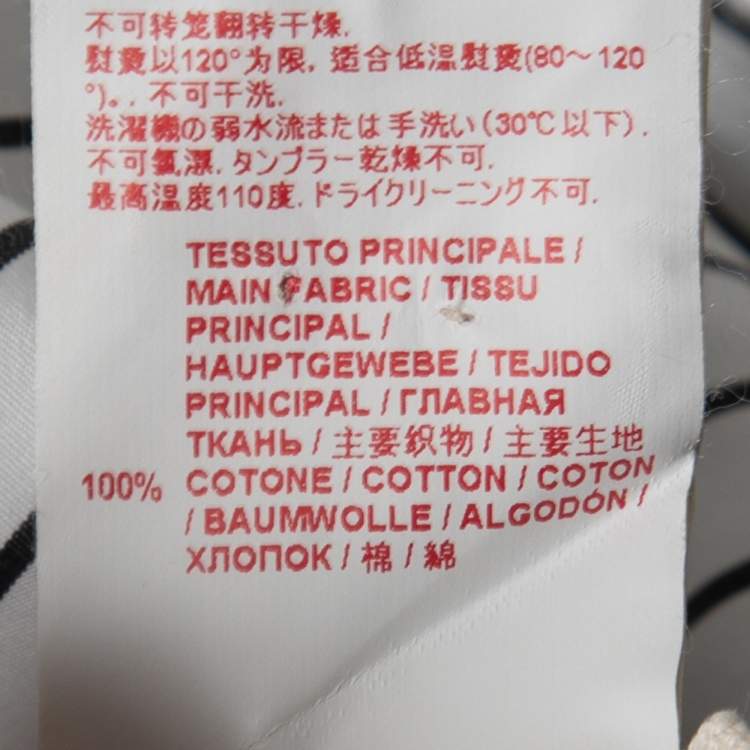 不可转笼翻转干燥.
熨烫以120°为限, 适合低温熨烫(80～120
°)。. 不可干洗.
洗濯機の弱水流または手洗い(30℃以下).
不可氯漂. タンブラー乾燥不可.
最高温度110度. ドライクリーニング不可.
TESSUTO PRINCIPALE /
MAIN FABRIC / TISSU
PRINCIPAL /
HAUPTGEWEBE / TEJIDO
PRINCIPAL / ГЛАВНАЯ
ТКАНЬ / 主要织物 / 主要生地
100% COTONE / COTTON / COTON
/ BAUMWOLLE / ALGODÓN /
ХЛОПОК / 棉 / 綿